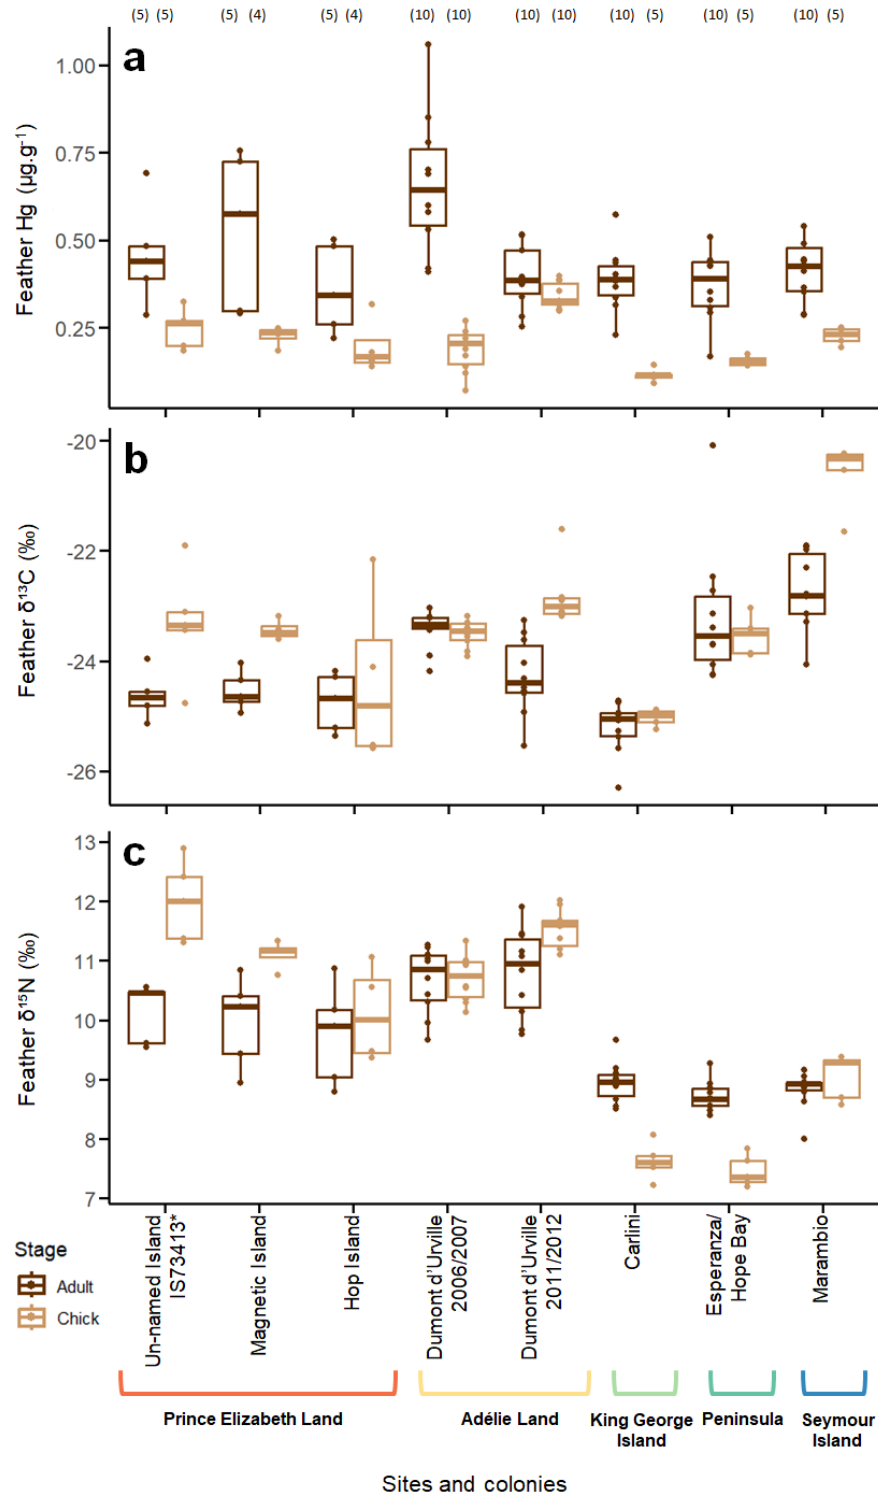 (5) (5) (5) (4) (5) (4) (10) (10) (10) (10) (10) (5) (10) (5) (10) (5)
a
Feather Hg (µg.g⁻¹)
1.00
0.75
0.50
0.25
b
Feather δ¹³C (‰)
-20
-22
-24
-26
c
Feather δ¹⁵N (‰)
13
12
11
10
9
8
7
Stage
Adult
Chick
Un-named Island
IS73413*
Magnetic Island
Hop Island
Dumont d'Urville
2006/2007
Dumont d'Urville
2011/2012
Carlini
Esperanza/
Hope Bay
Marambio
Prince Elizabeth Land
Adélie Land
King George
Island
Peninsula
Seymour
Island
Sites and colonies